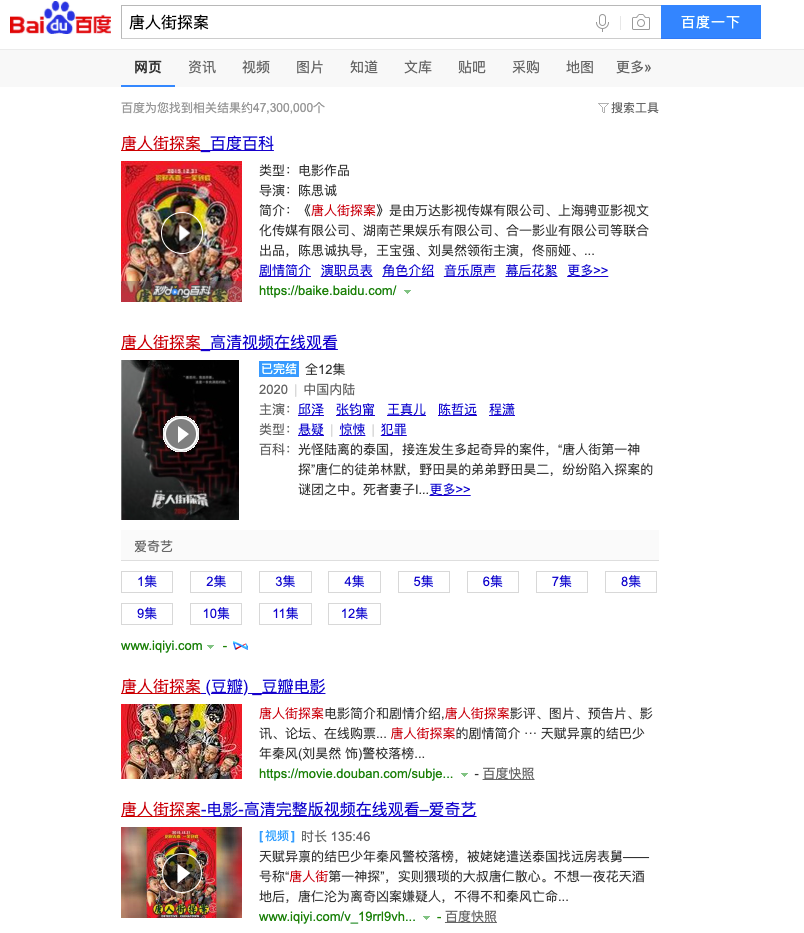 Baidu百度
唐人街探案
百度一下
网页 资讯 视频 图片 知道 文库 贴吧 采购 地图 更多»
百度为您找到相关结果约47,300,000个
搜索工具
唐人街探案_百度百科
2015.12.31
秒dong百科
类型： 电影作品
导演： 陈思诚
简介： 《唐人街探案》是由万达影视传媒有限公司、上海骋亚影视文
化传媒有限公司、湖南芒果娱乐有限公司、合一影业有限公司等联合
出品，陈思诚执导，王宝强、刘昊然领衔主演，佟丽娅、...
剧情简介 演职员表 角色介绍 音乐原声 幕后花絮 更多>>
https://baike.baidu.com/
唐人街探案_高清视频在线观看
唐人街探案
已完结 全12集
2020 | 中国内陆
主演： 邱泽 张钧甯 王真儿 陈哲远 程潇
类型： 悬疑 | 惊悚 | 犯罪
百科： 光怪陆离的泰国，接连发生多起奇异的案件，“唐人街第一神
探”唐仁的徒弟林默，野田昊的弟弟野田昊二，纷纷陷入探案的
谜团之中。死者妻子I...更多>>
爱奇艺
1集 2集 3集 4集 5集 6集 7集 8集
9集 10集 11集 12集
www.iqiyi.com -
唐人街探案 (豆瓣) _豆瓣电影
唐人街探案电影简介和剧情介绍,唐人街探案影评、图片、预告片、影
讯、论坛、在线购票... 唐人街探案的剧情简介 ··· 天赋异禀的结巴少
年秦风(刘昊然 饰)警校落榜...
https://movie.douban.com/subje... - 百度快照
唐人街探案-电影-高清完整版视频在线观看–爱奇艺
唐人街探案
[视频] 时长 135:46
天赋异禀的结巴少年秦风警校落榜，被姥姥遣送泰国找远房表舅——
号称“唐人街第一神探”，实则猥琐的大叔唐仁散心。不想一夜花天酒
地后，唐仁沦为离奇凶案嫌疑人，不得不和秦风亡命...
www.iqiyi.com/v_19rrl9vh... - 百度快照